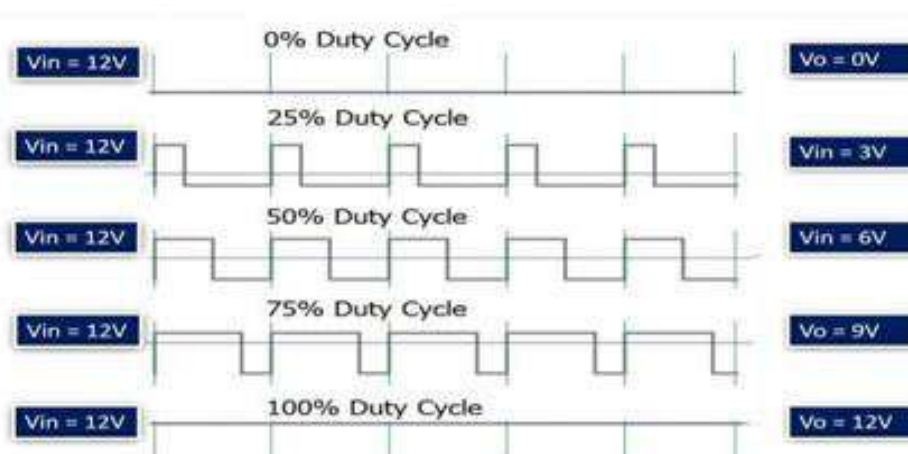 0% Duty Cycle
Vin = 12V
Vo = 0V
25% Duty Cycle
Vin = 12V
Vin = 3V
50% Duty Cycle
Vin = 12V
Vin = 6V
75% Duty Cycle
Vin = 12V
Vo = 9V
100% Duty Cycle
Vin = 12V
Vo = 12V